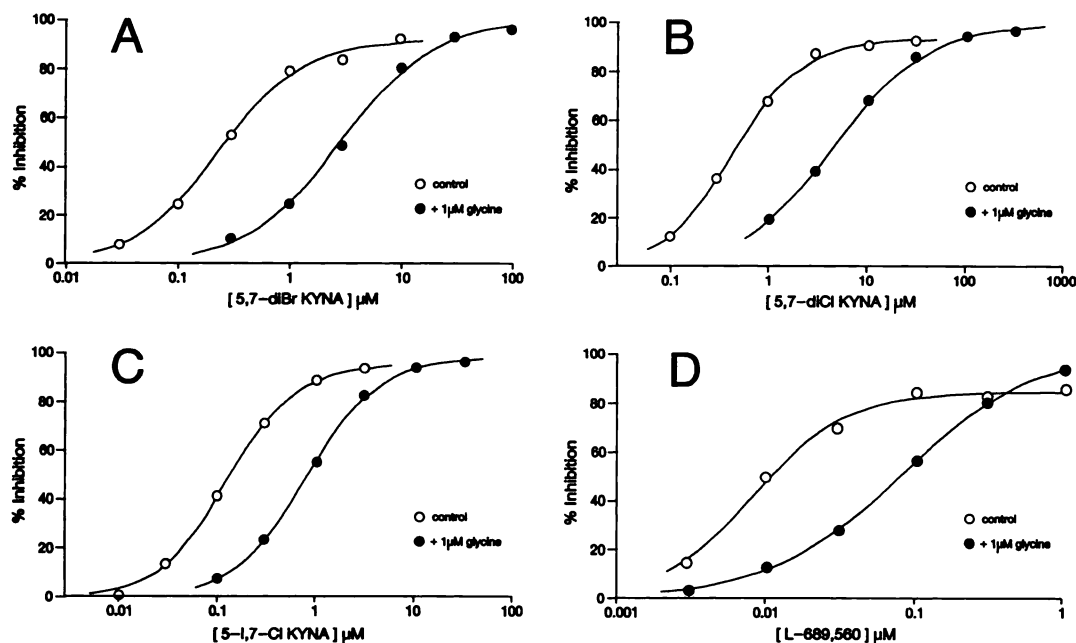 A
100
80
60
40
20
0
% Inhibition
control
+ 1μM glycine
0.01
0.1
1
10
100
[ 5,7-diBr KYNA ] μM
B
100
80
60
40
20
0
% Inhibition
control
+ 1μM glycine
0.1
1
10
100
1000
[ 5,7-diCl KYNA ] μM
C
100
80
60
40
20
0
% Inhibition
control
+ 1μM glycine
0.01
0.1
1
10
100
[ 5-I,7-Cl KYNA ] μM
D
100
80
60
40
20
0
% Inhibition
control
+ 1μM glycine
0.001
0.01
0.1
1
[ L-689,560 ] μM